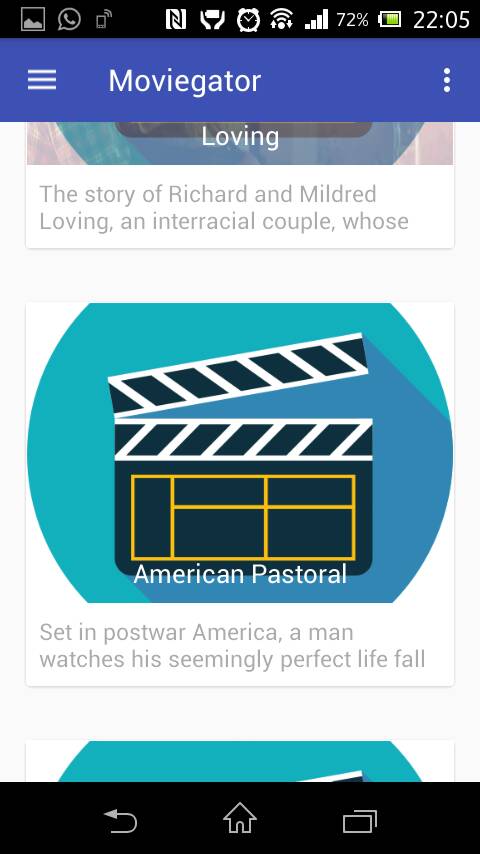 72% 22:05
Moviegator
Loving
The story of Richard and Mildred
Loving, an interracial couple, whose
American Pastoral
Set in postwar America, a man
watches his seemingly perfect life fall